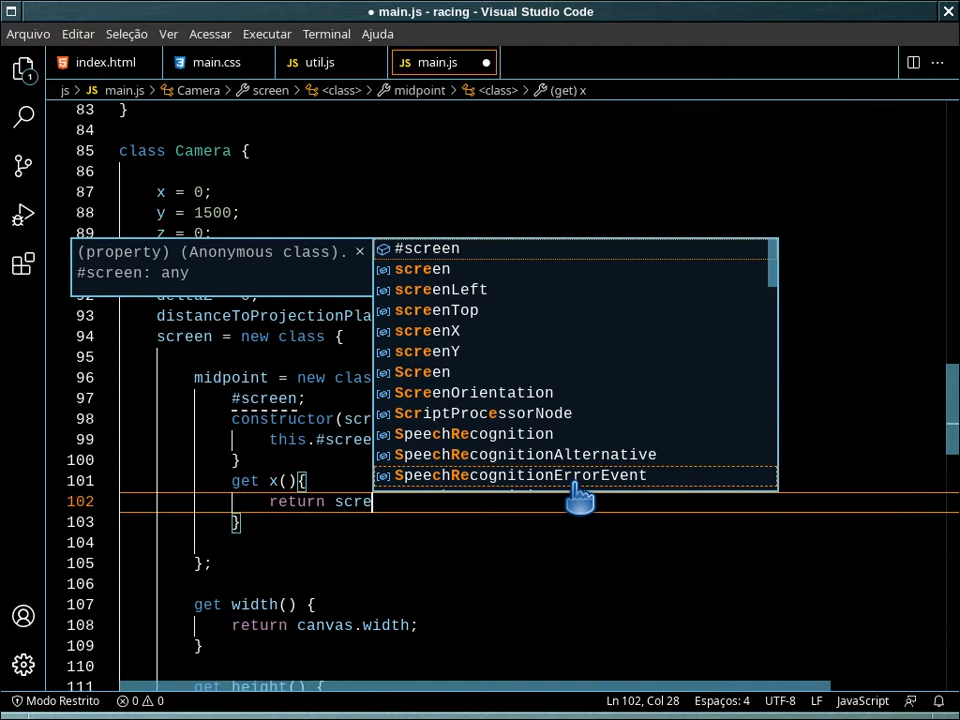 ● main.js - racing - Visual Studio Code
Arquivo Editar Seleção Ver Acessar Executar Terminal Ajuda
index.html main.css JS util.js JS main.js ●
js > JS main.js > Camera > screen > <class> > midpoint > <class> > (get) x
83 }
84
85 class Camera {
86
87 x = 0;
88 y = 1500;
89 z = 0;
(property) (Anonymous class).
#screen: any
#screen
screen
screenLeft
screenTop
screenX
screenY
Screen
ScreenOrientation
ScriptProcessorNode
SpeechRecognition
SpeechRecognitionAlternative
SpeechRecognitionErrorEvent
93 distanceToProjectionPla
94 screen = new class {
95
96 midpoint = new clas
97 #screen;
98 constructor(scr
99 this.#scree
100 }
101 get x(){
102 return scre
103 }
104
105 };
106
107 get width() {
108 return canvas.width;
109 }
110
111 get height() {
1
Modo Restrito 0 0 Ln 102, Col 28 Espaços: 4 UTF-8 LF JavaScript